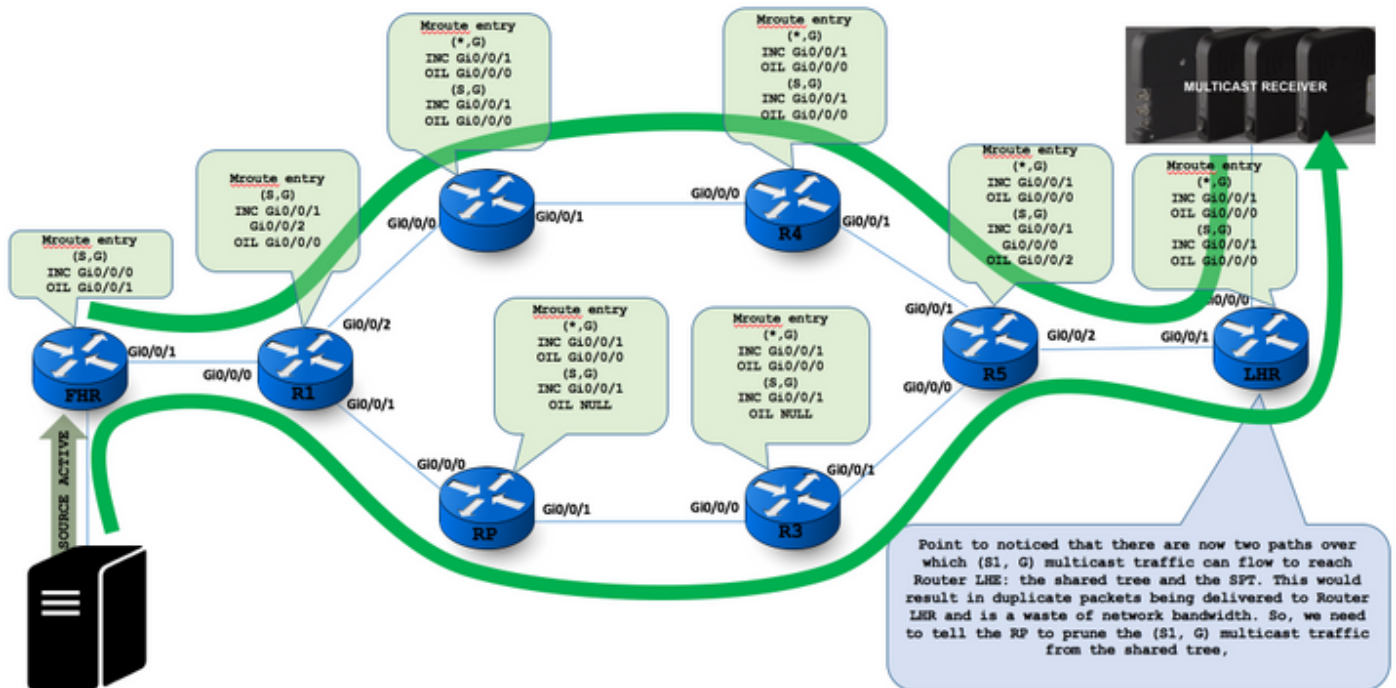 Mroute entry
(*,G)
INC Gi0/0/1
OIL Gi0/0/0
(S,G)
INC Gi0/0/1
OIL Gi0/0/0
Mroute entry
(*,G)
INC Gi0/0/1
OIL Gi0/0/0
(S,G)
INC Gi0/0/1
OIL Gi0/0/0
MULTICAST RECEIVER
Mroute entry
(S,G)
INC Gi0/0/1
Gi0/0/2
OIL Gi0/0/0
Mroute entry
(*,G)
INC Gi0/0/1
OIL Gi0/0/0
(S,G)
INC Gi0/0/1
Gi0/0/0
OIL Gi0/0/2
Mroute entry
(*,G)
INC Gi0/0/1
OIL Gi0/0/0
(S,G)
INC Gi0/0/1
OIL Gi0/0/0
Mroute entry
(S,G)
INC Gi0/0/0
OIL Gi0/0/1
Gi0/0/0
Gi0/0/1
Gi0/0/0
R4
Gi0/0/1
Mroute entry
(*,G)
INC Gi0/0/1
OIL Gi0/0/0
(S,G)
INC Gi0/0/1
OIL NULL
Mroute entry
(*,G)
INC Gi0/0/1
OIL Gi0/0/0
(S,G)
INC Gi0/0/1
OIL NULL
FHR
Gi0/0/1
Gi0/0/0
R1
Gi0/0/2
Gi0/0/1
Gi0/0/1
R5
Gi0/0/2
Gi0/0/0
Gi0/0/1
Gi0/0/0
LHR
Gi0/0/0
RP
Gi0/0/1
Gi0/0/0
R3
Gi0/0/1
SOURCE ACTIVE
Point to noticed that there are now two paths over
which (S1, G) multicast traffic can flow to reach
Router LHE: the shared tree and the SPT. This would
result in duplicate packets being delivered to Router
LHR and is a waste of network bandwidth. So, we need
to tell the RP to prune the (S1, G) multicast traffic
from the shared tree,